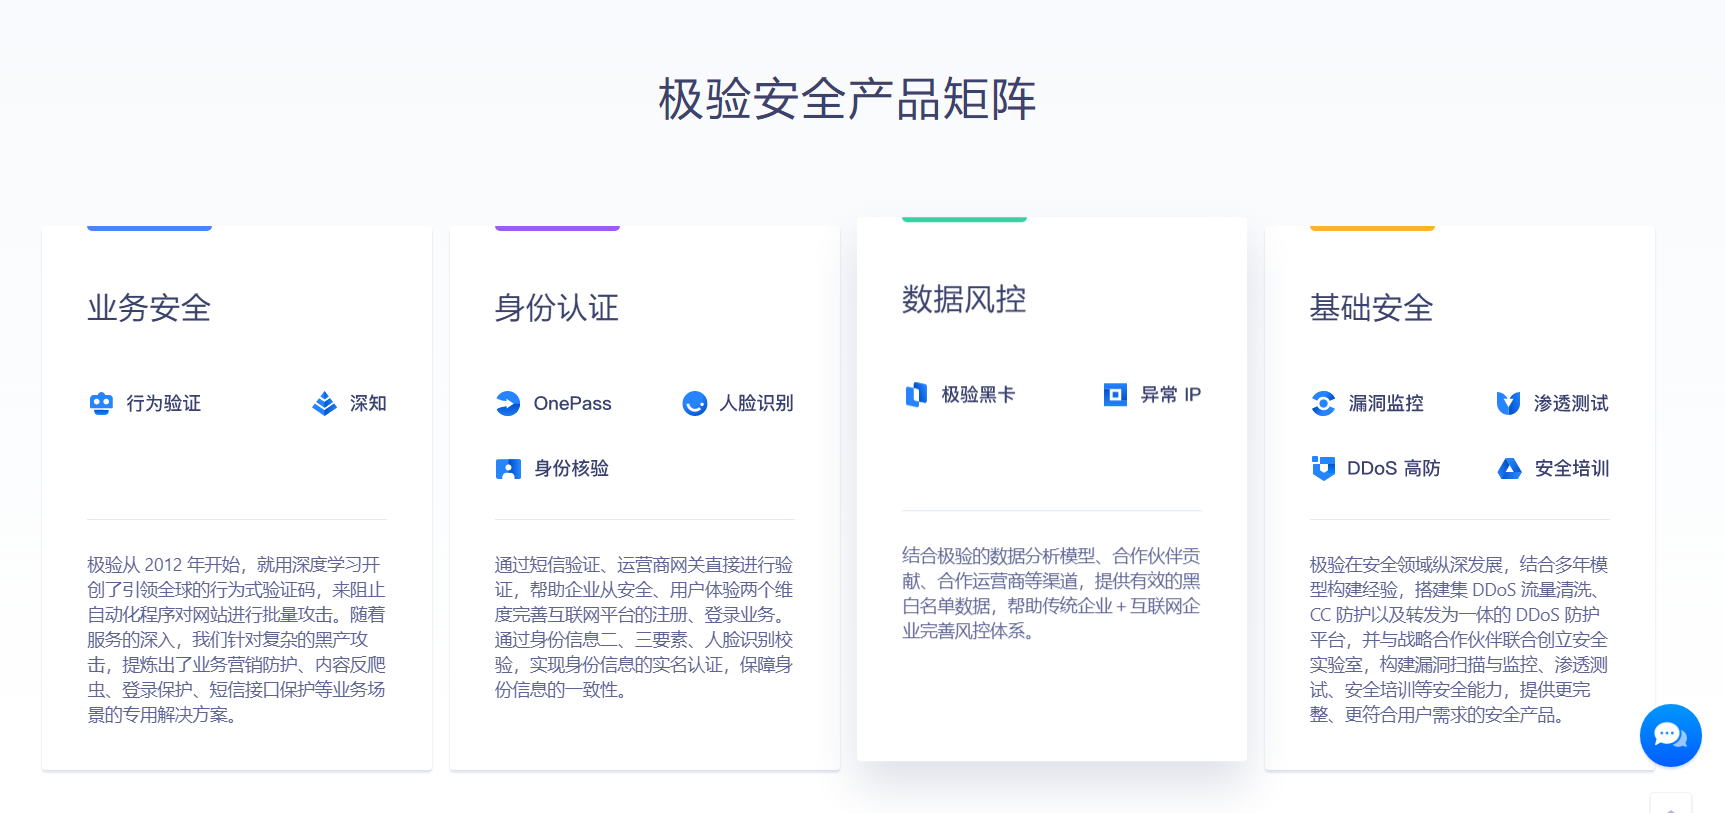 极验安全产品矩阵
业务安全
行为验证
深知
极验从 2012 年开始，就用深度学习开
创了引领全球的行为式验证码，来阻止
自动化程序对网站进行批量攻击。随着
服务的深入，我们针对复杂的黑产攻
击，提炼出了业务营销防护、内容反爬
虫、登录保护、短信接口保护等业务场
景的专用解决方案。
身份认证
OnePass
人脸识别
身份核验
通过短信验证、运营商网关直接进行验
证，帮助企业从安全、用户体验两个维
度完善互联网平台的注册、登录业务。
通过身份信息二、三要素、人脸识别校
验，实现身份信息的实名认证，保障身
份信息的一致性。
数据风控
极验黑卡
异常 IP
结合极验的数据分析模型、合作伙伴贡
献、合作运营商等渠道，提供有效的黑
白名单数据，帮助传统企业 + 互联网企
业完善风控体系。
基础安全
漏洞监控
渗透测试
DDoS 高防
安全培训
极验在安全领域纵深发展，结合多年模
型构建经验，搭建集 DDoS 流量清洗、
CC 防护以及转发为一体的 DDoS 防护
平台，并与战略合作伙伴联合创立安全
实验室，构建漏洞扫描与监控、渗透测
试、安全培训等安全能力，提供更完
整、更符合用户需求的安全产品。